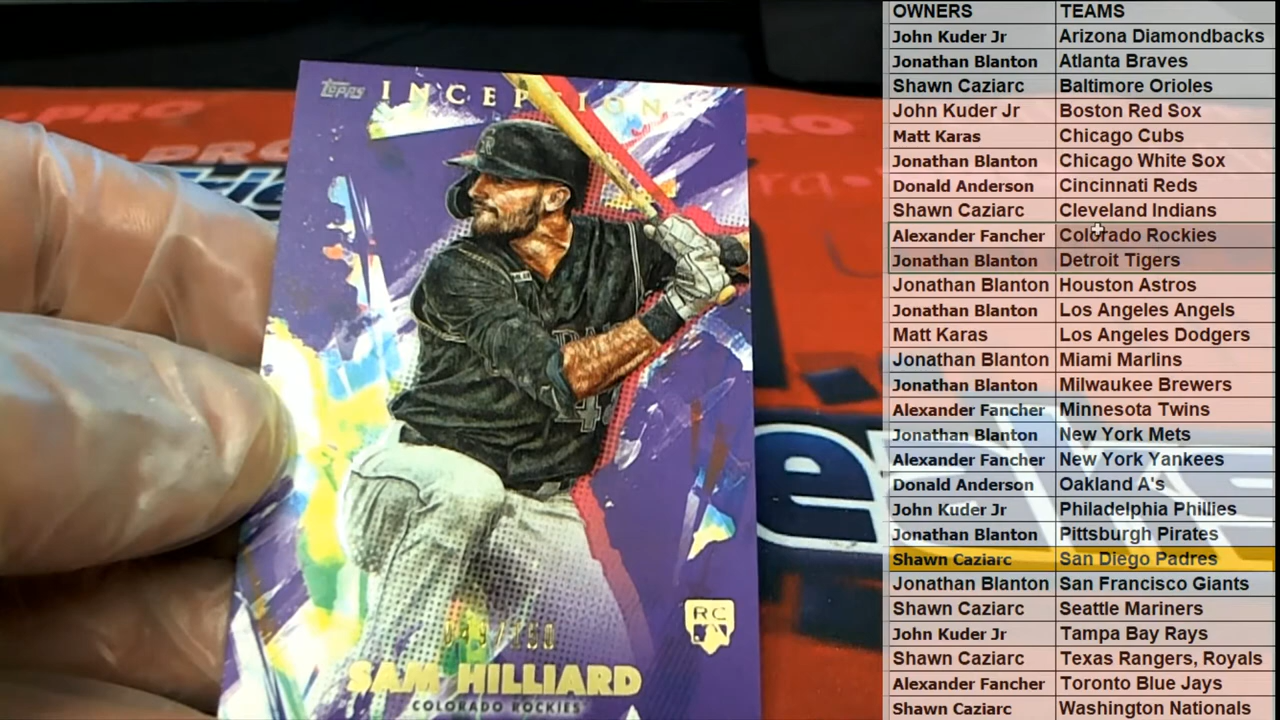 TOPPS INCEPTION
RC
SAM HILLIARD
COLORADO ROCKIES
PRO
PRO
OWNERS TEAMS
John Kuder Jr Arizona Diamondbacks
Jonathan Blanton Atlanta Braves
Shawn Caziarc Baltimore Orioles
John Kuder Jr Boston Red Sox
Matt Karas Chicago Cubs
Jonathan Blanton Chicago White Sox
Donald Anderson Cincinnati Reds
Shawn Caziarc Cleveland Indians
Alexander Fancher Colorado Rockies
Jonathan Blanton Detroit Tigers
Jonathan Blanton Houston Astros
Jonathan Blanton Los Angeles Angels
Matt Karas Los Angeles Dodgers
Jonathan Blanton Miami Marlins
Jonathan Blanton Milwaukee Brewers
Alexander Fancher Minnesota Twins
Jonathan Blanton New York Mets
Alexander Fancher New York Yankees
Donald Anderson Oakland A's
John Kuder Jr Philadelphia Phillies
Jonathan Blanton Pittsburgh Pirates
Shawn Caziarc San Diego Padres
Jonathan Blanton San Francisco Giants
Shawn Caziarc Seattle Mariners
John Kuder Jr Tampa Bay Rays
Shawn Caziarc Texas Rangers, Royals
Alexander Fancher Toronto Blue Jays
Shawn Caziarc Washington Nationals